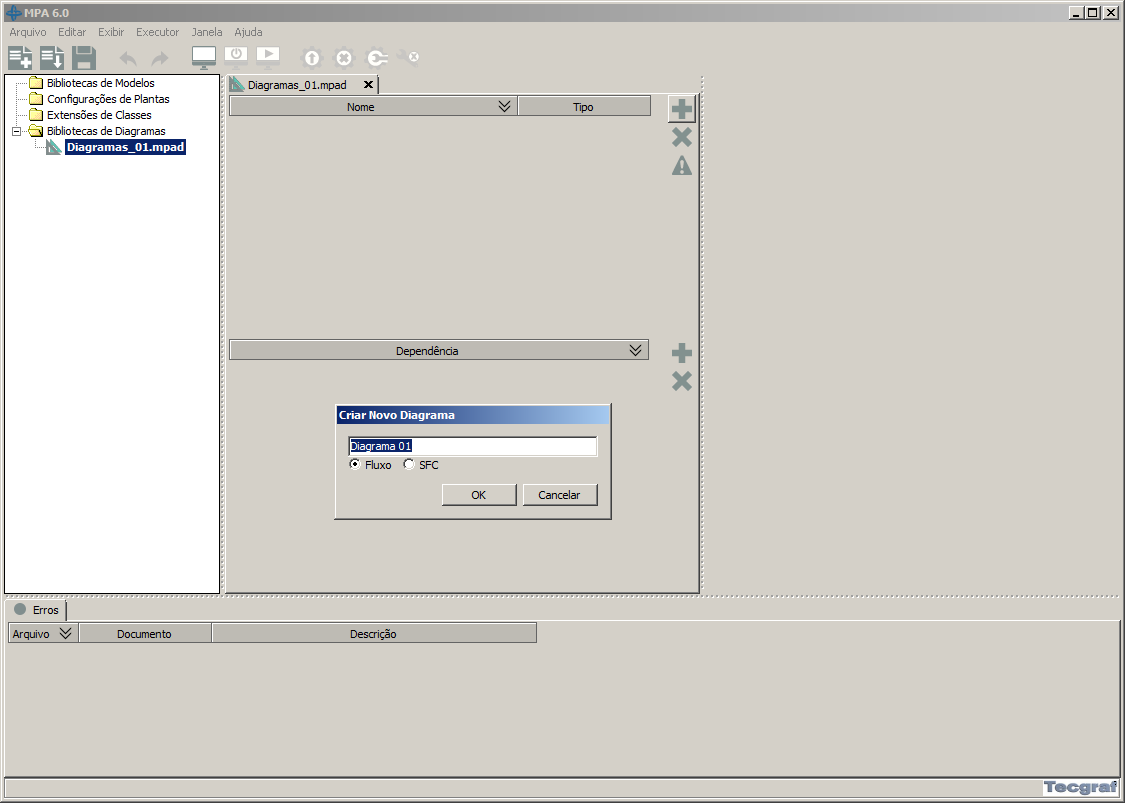 MPA 6.0
Arquivo Editar Exibir Executor Janela Ajuda
Bibliotecas de Modelos
Configurações de Plantas
Extensões de Classes
Bibliotecas de Diagramas
Diagramas_01.mpad
Diagramas_01.mpad
Nome Tipo
Dependência
Criar Novo Diagrama
Diagrama 01
Fluxo SFC
OK Cancelar
Erros
Arquivo Documento Descrição
Tecgraf